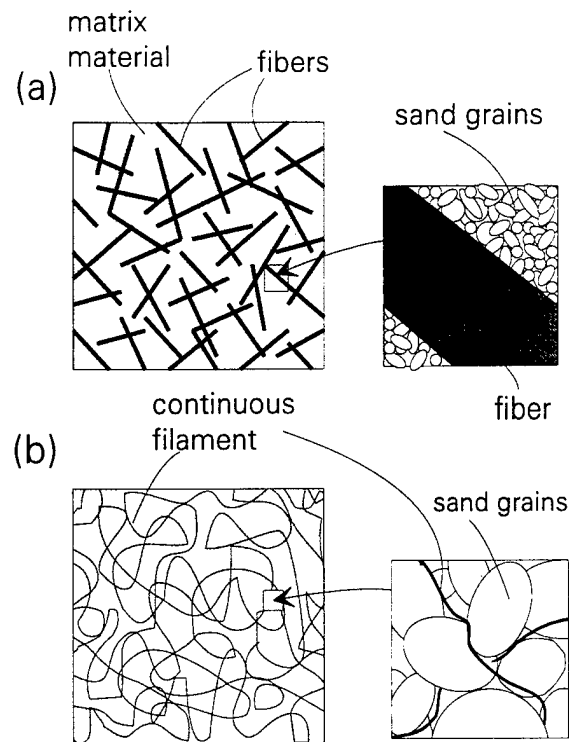 matrix
material
(a)
fibers
sand grains
fiber
continuous
filament
(b)
sand grains